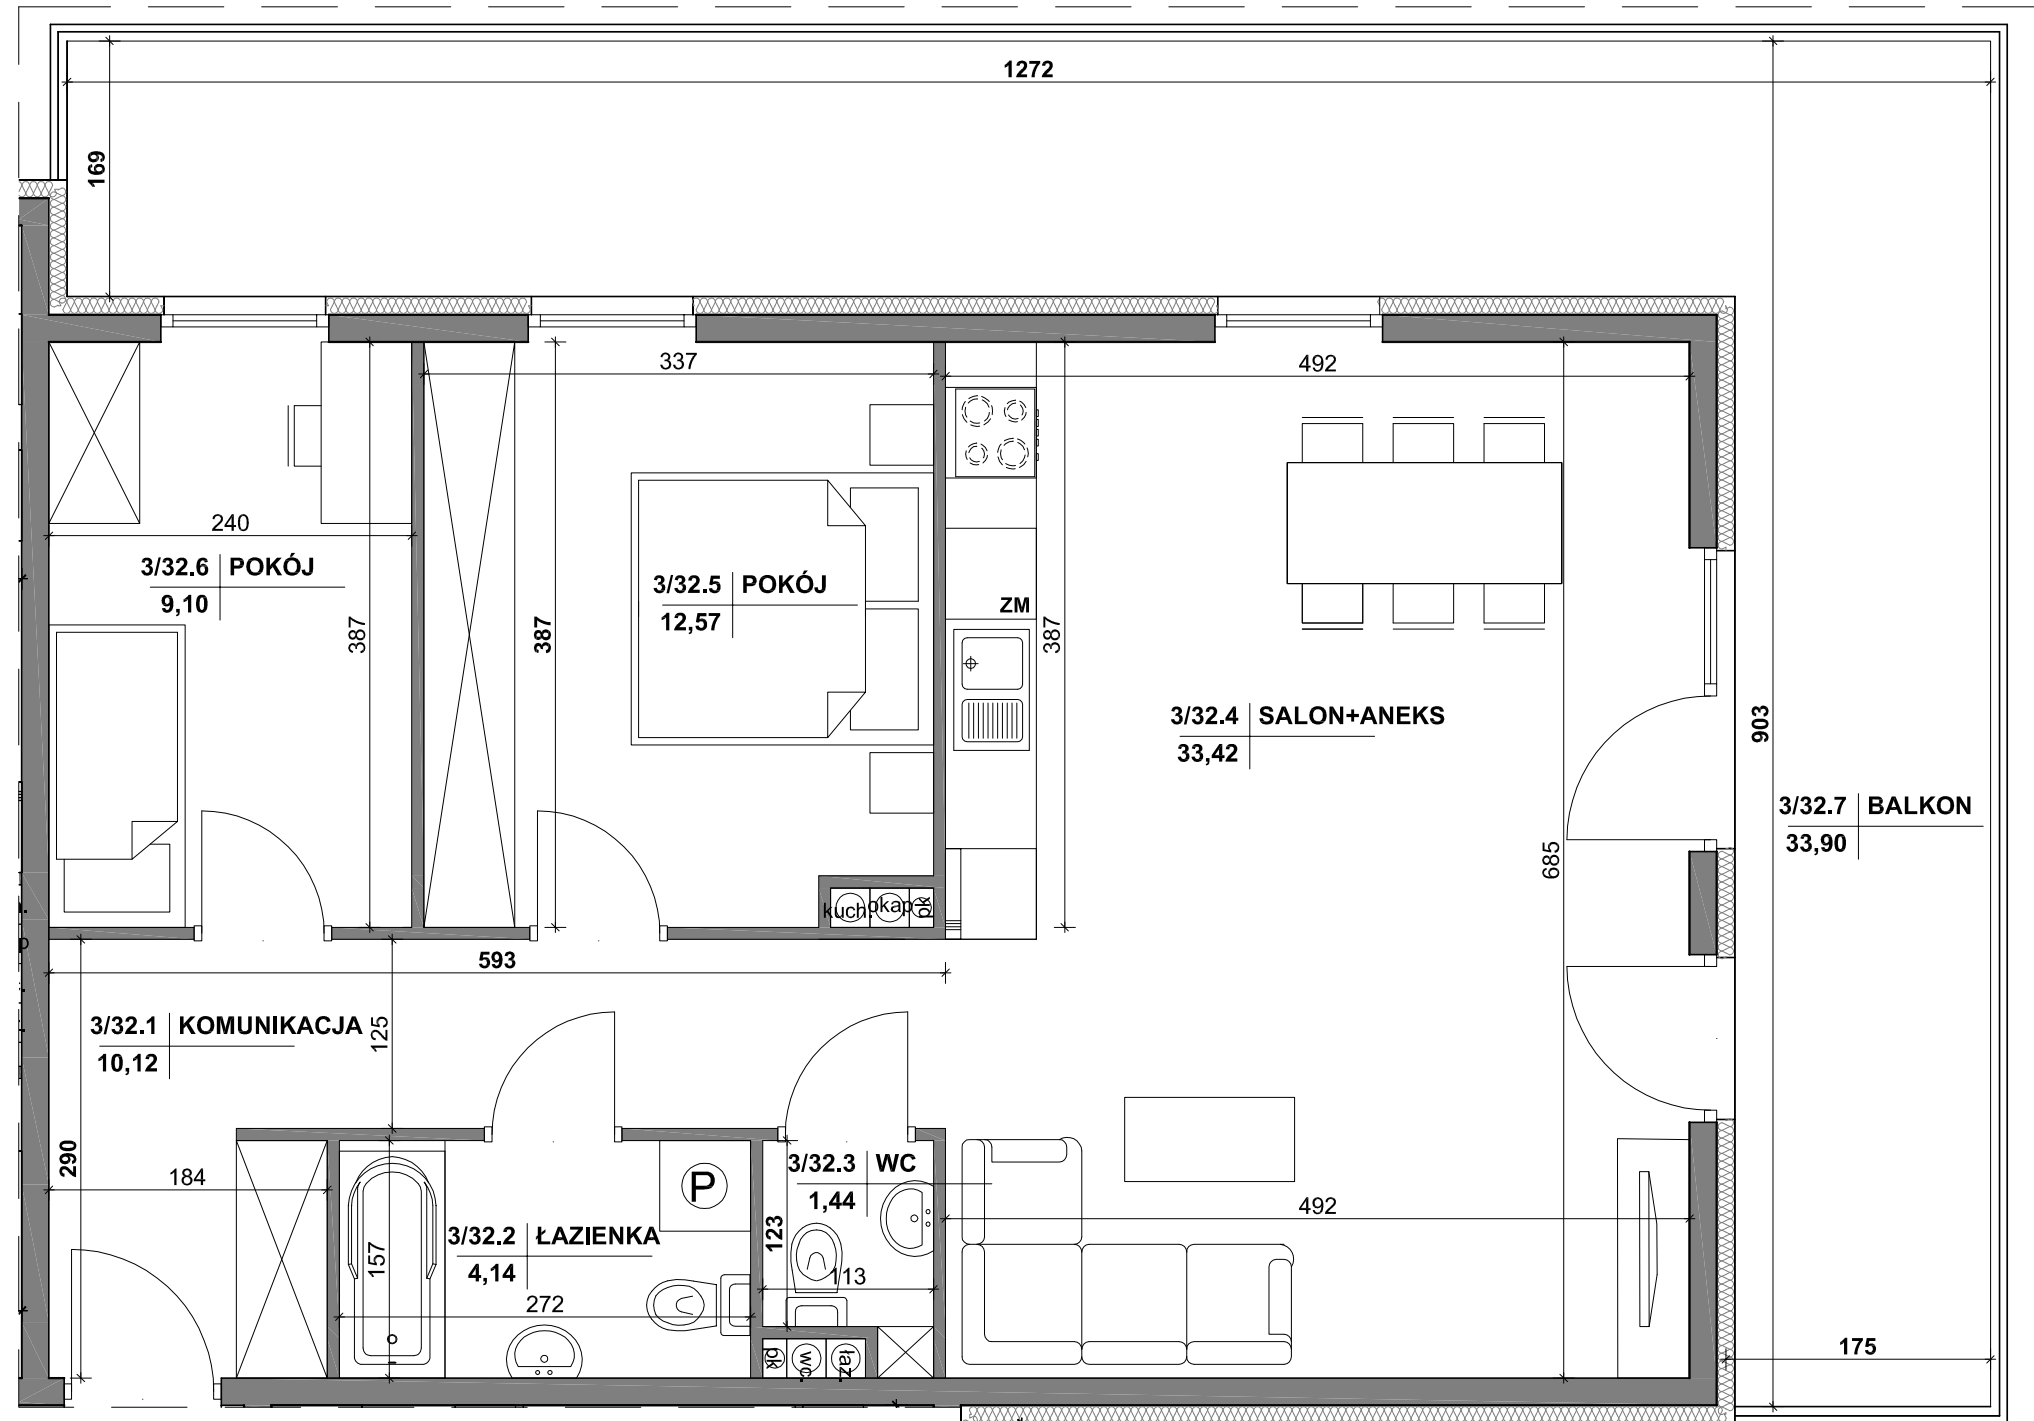 1272
169
337
492
240
3/32.6 POKÓJ
9,10
387
387
3/32.5 POKÓJ
12,57
ZM
387
3/32.4 SALON+ANEKS
33,42
903
3/32.7 BALKON
33,90
685
kuch. okap pk
593
3/32.1 KOMUNIKACJA
10,12
125
290
184
P
3/32.3 WC
1,44
123
113
492
3/32.2 ŁAZIENKA
4,14
157
272
pk wc. łaz.
175